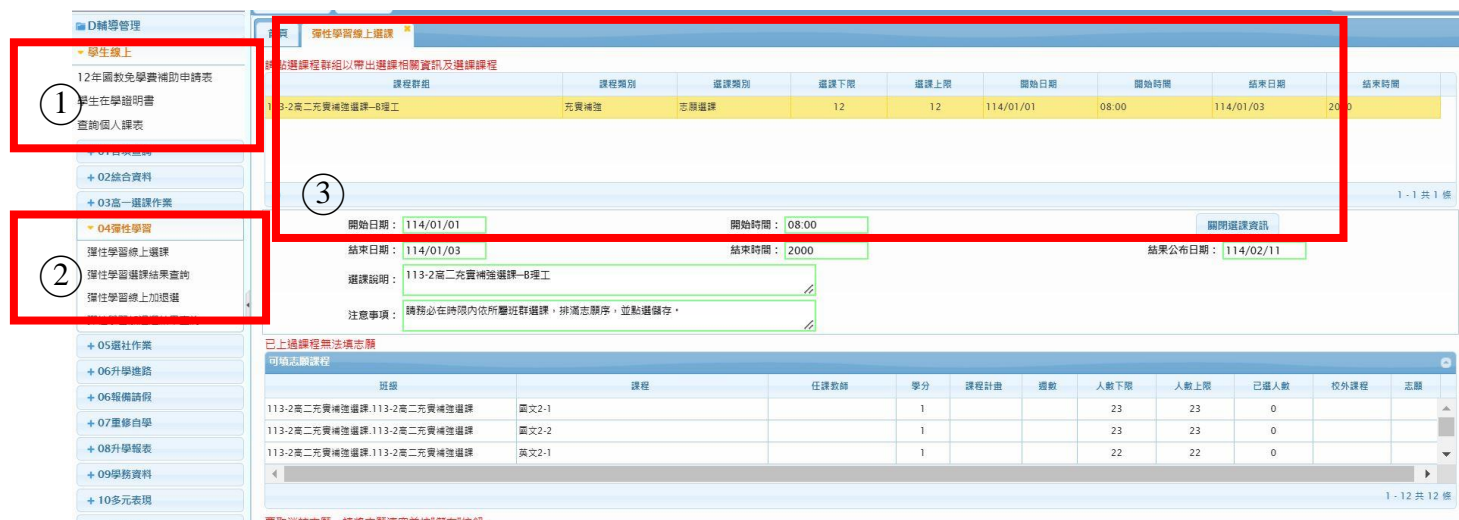 D輔導管理
學生線上
12年國教免學費補助申請表
學生在學證明書
查詢個人課表
①
+ 02綜合資料
+ 03高一選課作業
04彈性學習
彈性學習線上選課
彈性學習選課結果查詢
彈性學習線上加退選
②
+ 05選社作業
+ 06升學進路
+ 06報備請假
+ 07重修自學
+ 08升學報表
+ 09學務資料
+ 10多元表現
首頁 彈性學習線上選課
請點選課程群組以帶出選課相關資訊及選課課程
課程群組 課程類別 選課類別 選課下限 選課上限 開始日期 開始時間 結束日期 結束時間
113-2高二充實補強選課—B理工 充實補強 志願選課 12 12 114/01/01 08:00 114/01/03 2000
③
1 - 1 共 1 條
開始日期： 114/01/01 開始時間： 08:00 關閉選課資訊
結束日期： 114/01/03 結束時間： 2000 結果公布日期： 114/02/11
選課說明： 113-2高二充實補強選課—B理工
注意事項： 請務必在時限內依所屬班群選課，排滿志願序，並點選儲存。
已上過課程無法填志願
可填志願課程
班級 課程 任課教師 學分 課程計畫 週數 人數下限 人數上限 已選人數 校外課程 志願
113-2高二充實補強選課.113-2高二充實補強選課 國文2-1 1 23 23 0
113-2高二充實補強選課.113-2高二充實補強選課 國文2-2 1 23 23 0
113-2高二充實補強選課.113-2高二充實補強選課 英文2-1 1 22 22 0
1 - 12 共 12 條